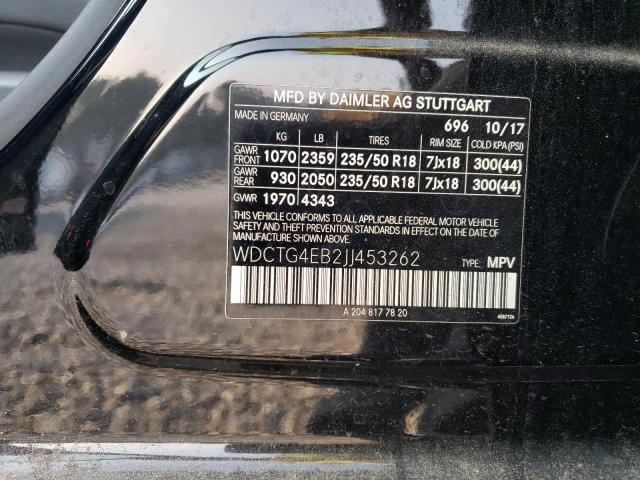 MFD BY DAIMLER AG STUTTGART
MADE IN GERMANY 696 10/17
KG LB TIRES RIM SIZE COLD KPA (PSI)
GAWR FRONT 1070 2359 235/50 R18 7Jx18 300(44)
GAWR REAR 930 2050 235/50 R18 7Jx18 300(44)
GVWR 1970 4343
THIS VEHICLE CONFORMS TO ALL APPLICABLE FEDERAL MOTOR VEHICLE
SAFETY AND THEFT PREVENTION STANDARDS IN EFFECT ON THE DATE OF
MANUFACTURE SHOWN ABOVE.
WDCTG4EB2JJ453262 TYPE: MPV
A 204 817 78 20